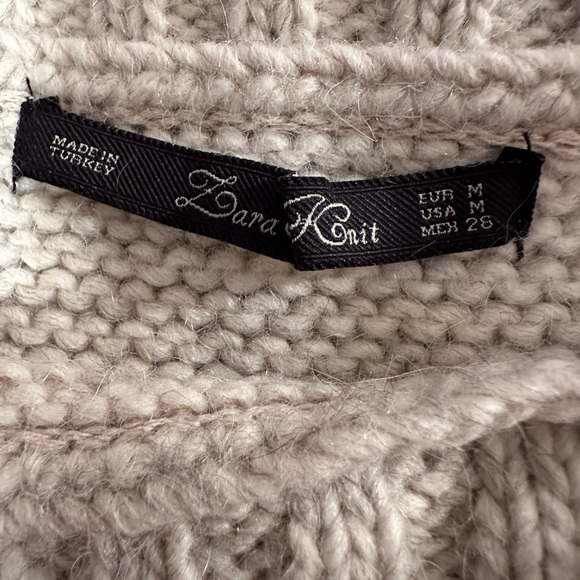 MADE IN
TURKEY
Zara Knit
EUR M
USA M
MEX 28